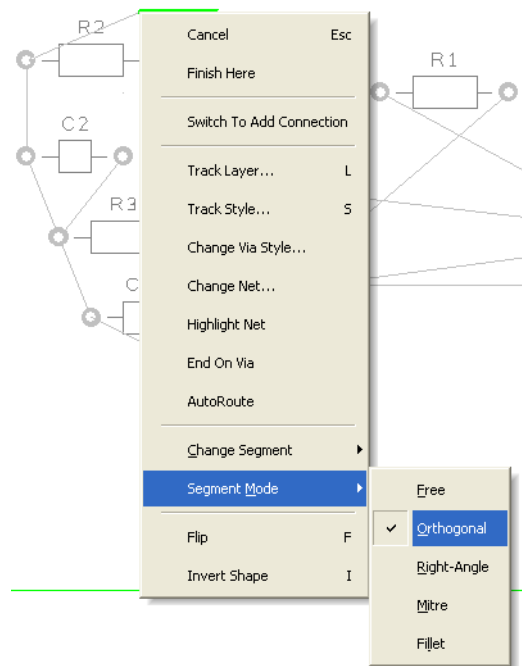 R2
R1
C2
R3
C
Cancel Esc
Finish Here
Switch To Add Connection
Track Layer... L
Track Style... S
Change Via Style...
Change Net...
Highlight Net
End On Via
AutoRoute
Change Segment
Segment Mode
Flip F
Invert Shape I
Free
Orthogonal
Right-Angle
Mitre
Fillet